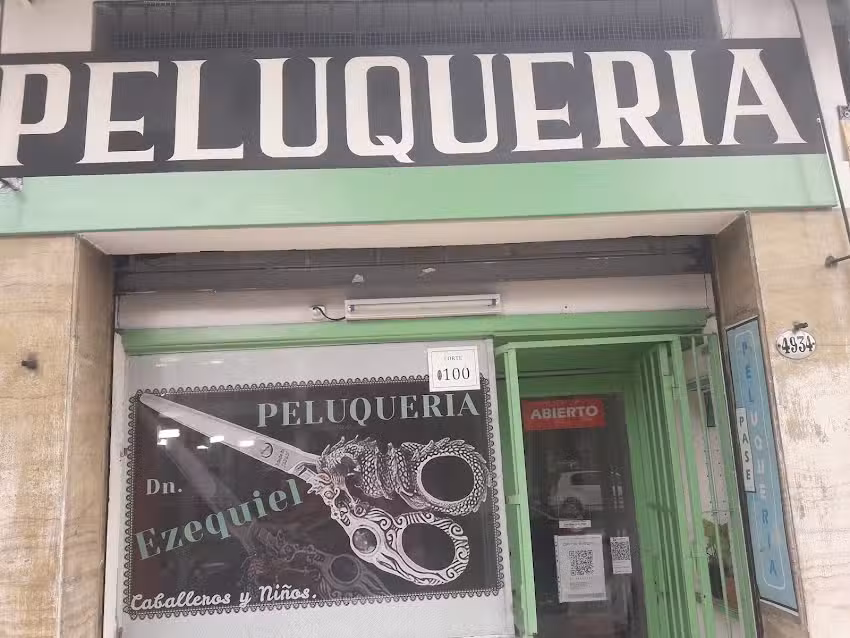 PELUQUERIA
CORTE
$100
PELUQUERIA
Dn.
Ezequiel
Caballeros y Niños.
ABIERTO
4934
PELUQUERIA
PASE